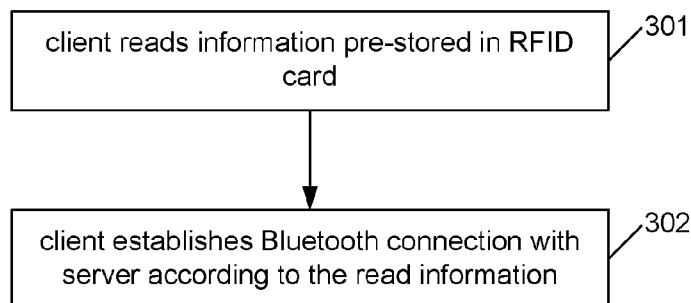 client reads information pre-stored in RFID
card
301
client establishes Bluetooth connection with
server according to the read information
302